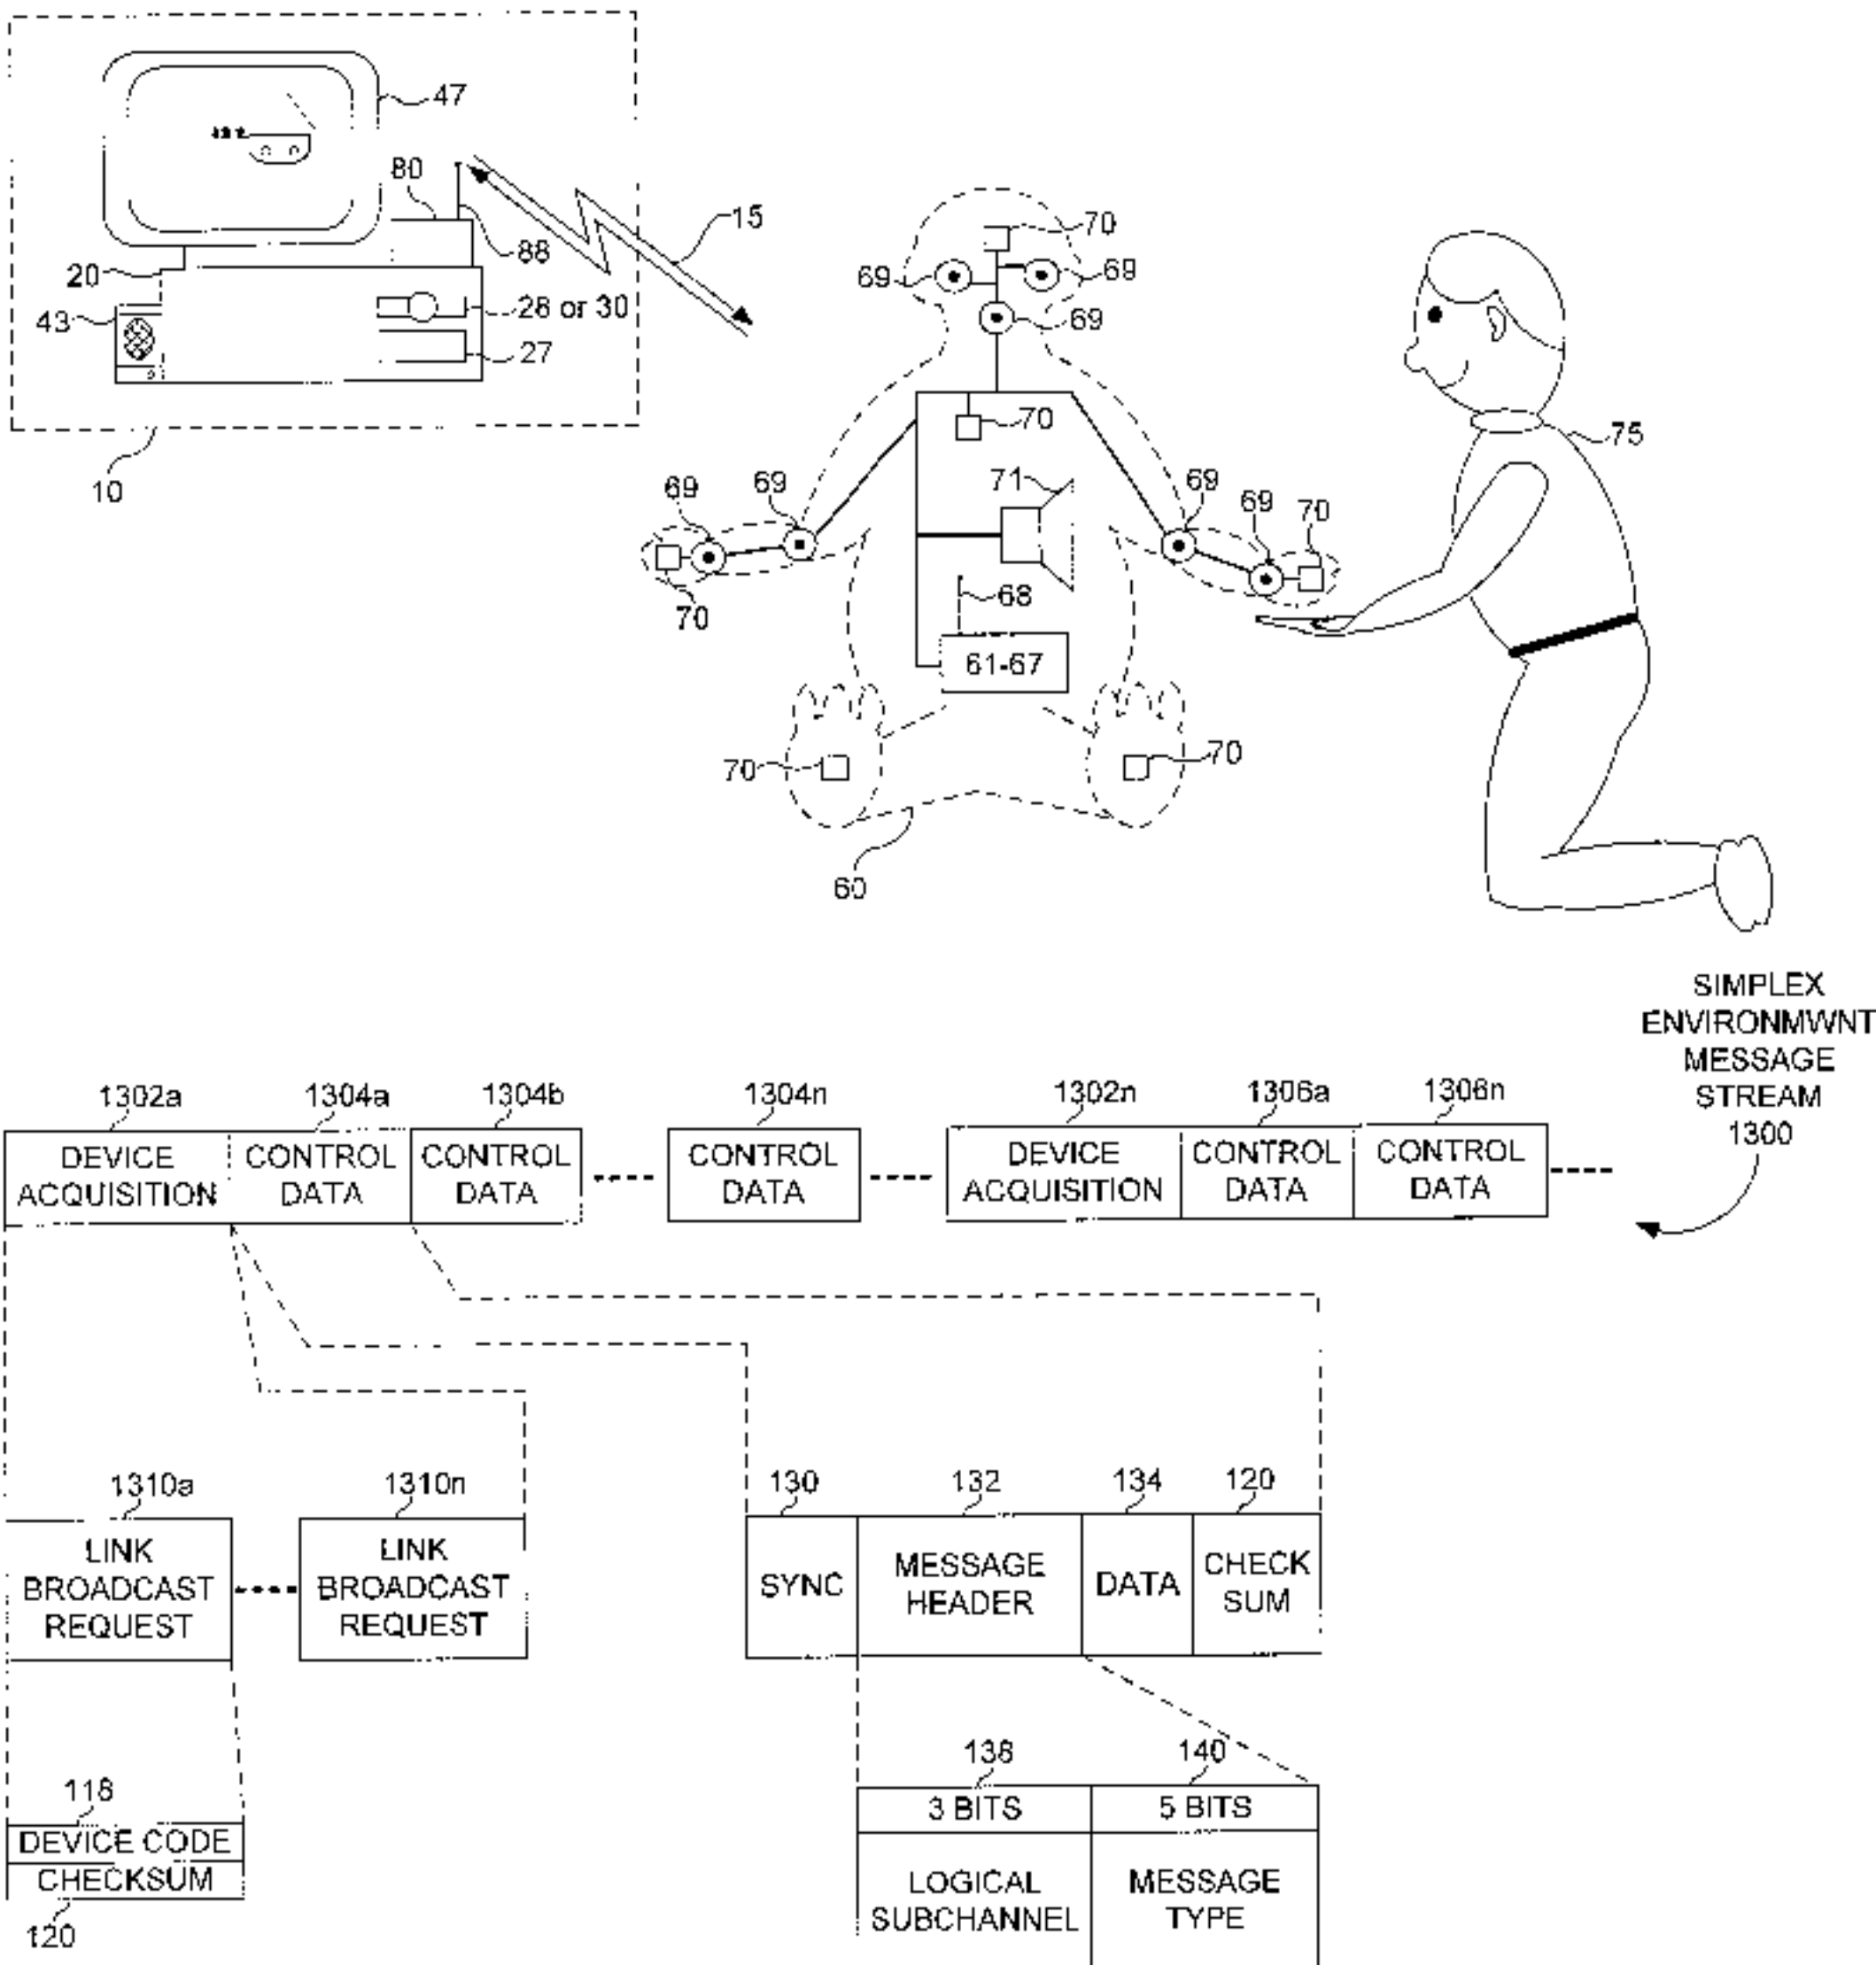 47
80
15
88
20
28 or 30
43
27
10
70
69
69
69
70
75
71
69
69
69
69
70
70
68
61-67
70
70
60
SIMPLEX
ENVIRONMWNT
MESSAGE
STREAM
1300
1302a
1304a
1304b
1304n
1302n
1306a
1306n
DEVICE
ACQUISITION
CONTROL
DATA
CONTROL
DATA
CONTROL
DATA
DEVICE
ACQUISITION
CONTROL
DATA
CONTROL
DATA
1310a
1310n
130
132
134
120
LINK
BROADCAST
REQUEST
LINK
BROADCAST
REQUEST
SYNC
MESSAGE
HEADER
DATA
CHECK
SUM
138
140
3 BITS
5 BITS
LOGICAL
SUBCHANNEL
MESSAGE
TYPE
118
DEVICE CODE
CHECKSUM
120